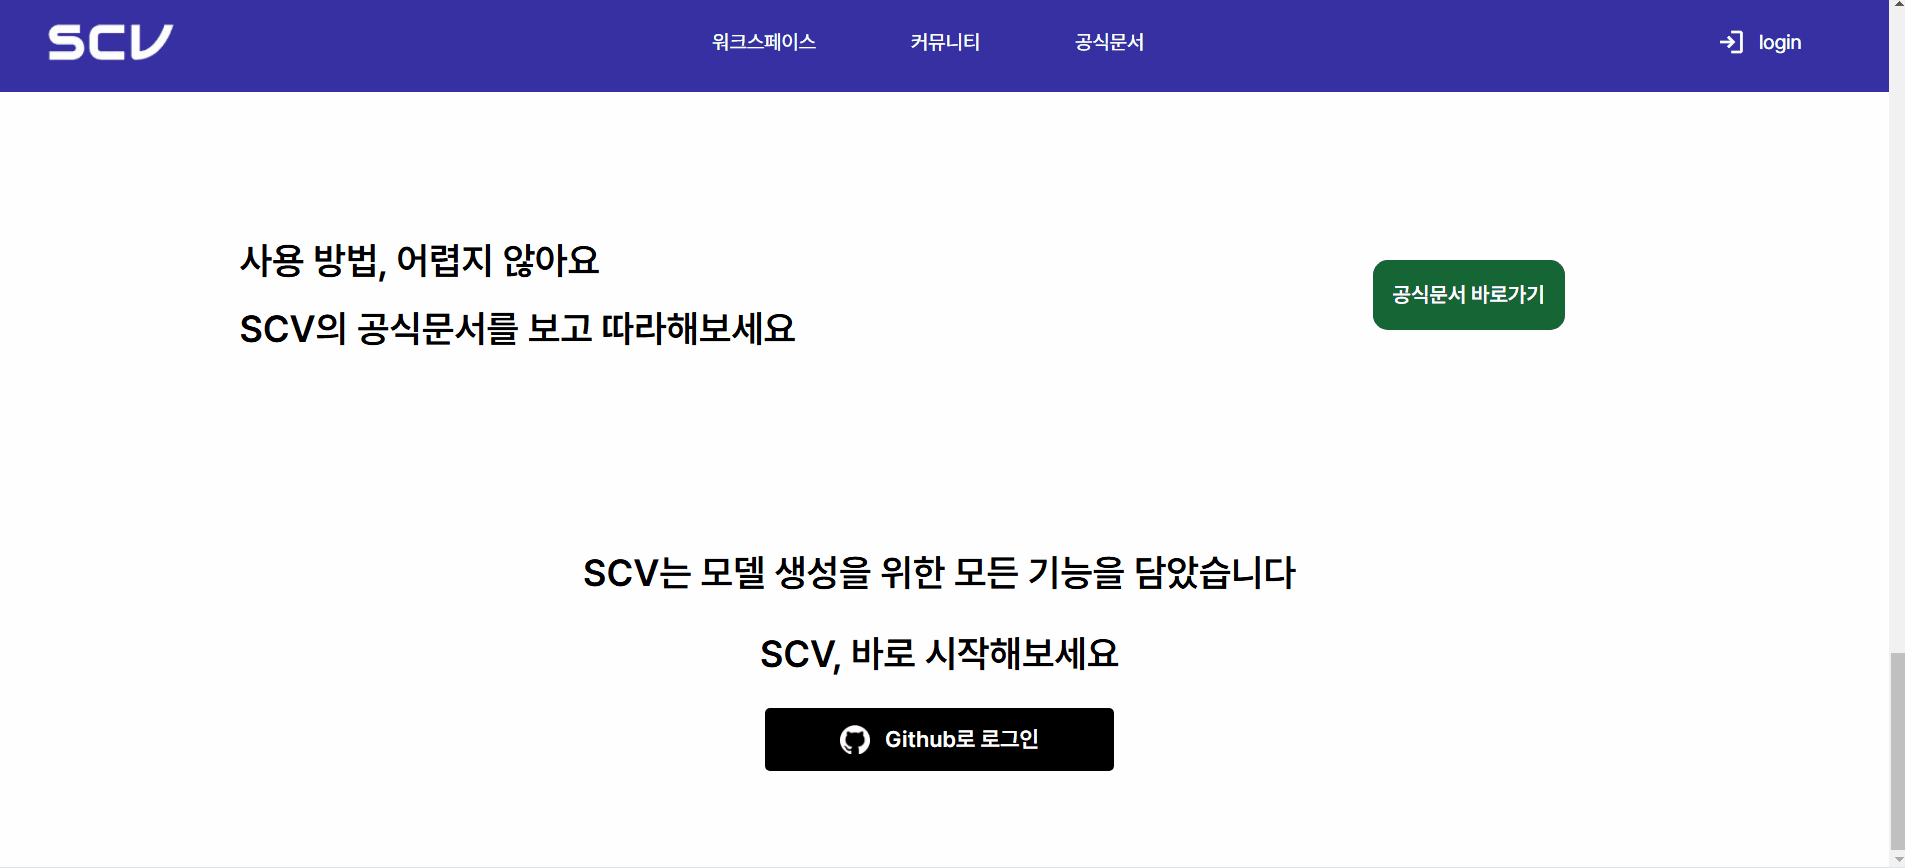 SCV
워크스페이스
커뮤니티
공식문서
login
사용 방법, 어렵지 않아요
SCV의 공식문서를 보고 따라해보세요
공식문서 바로가기
SCV는 모델 생성을 위한 모든 기능을 담았습니다
SCV, 바로 시작해보세요
Github로 로그인